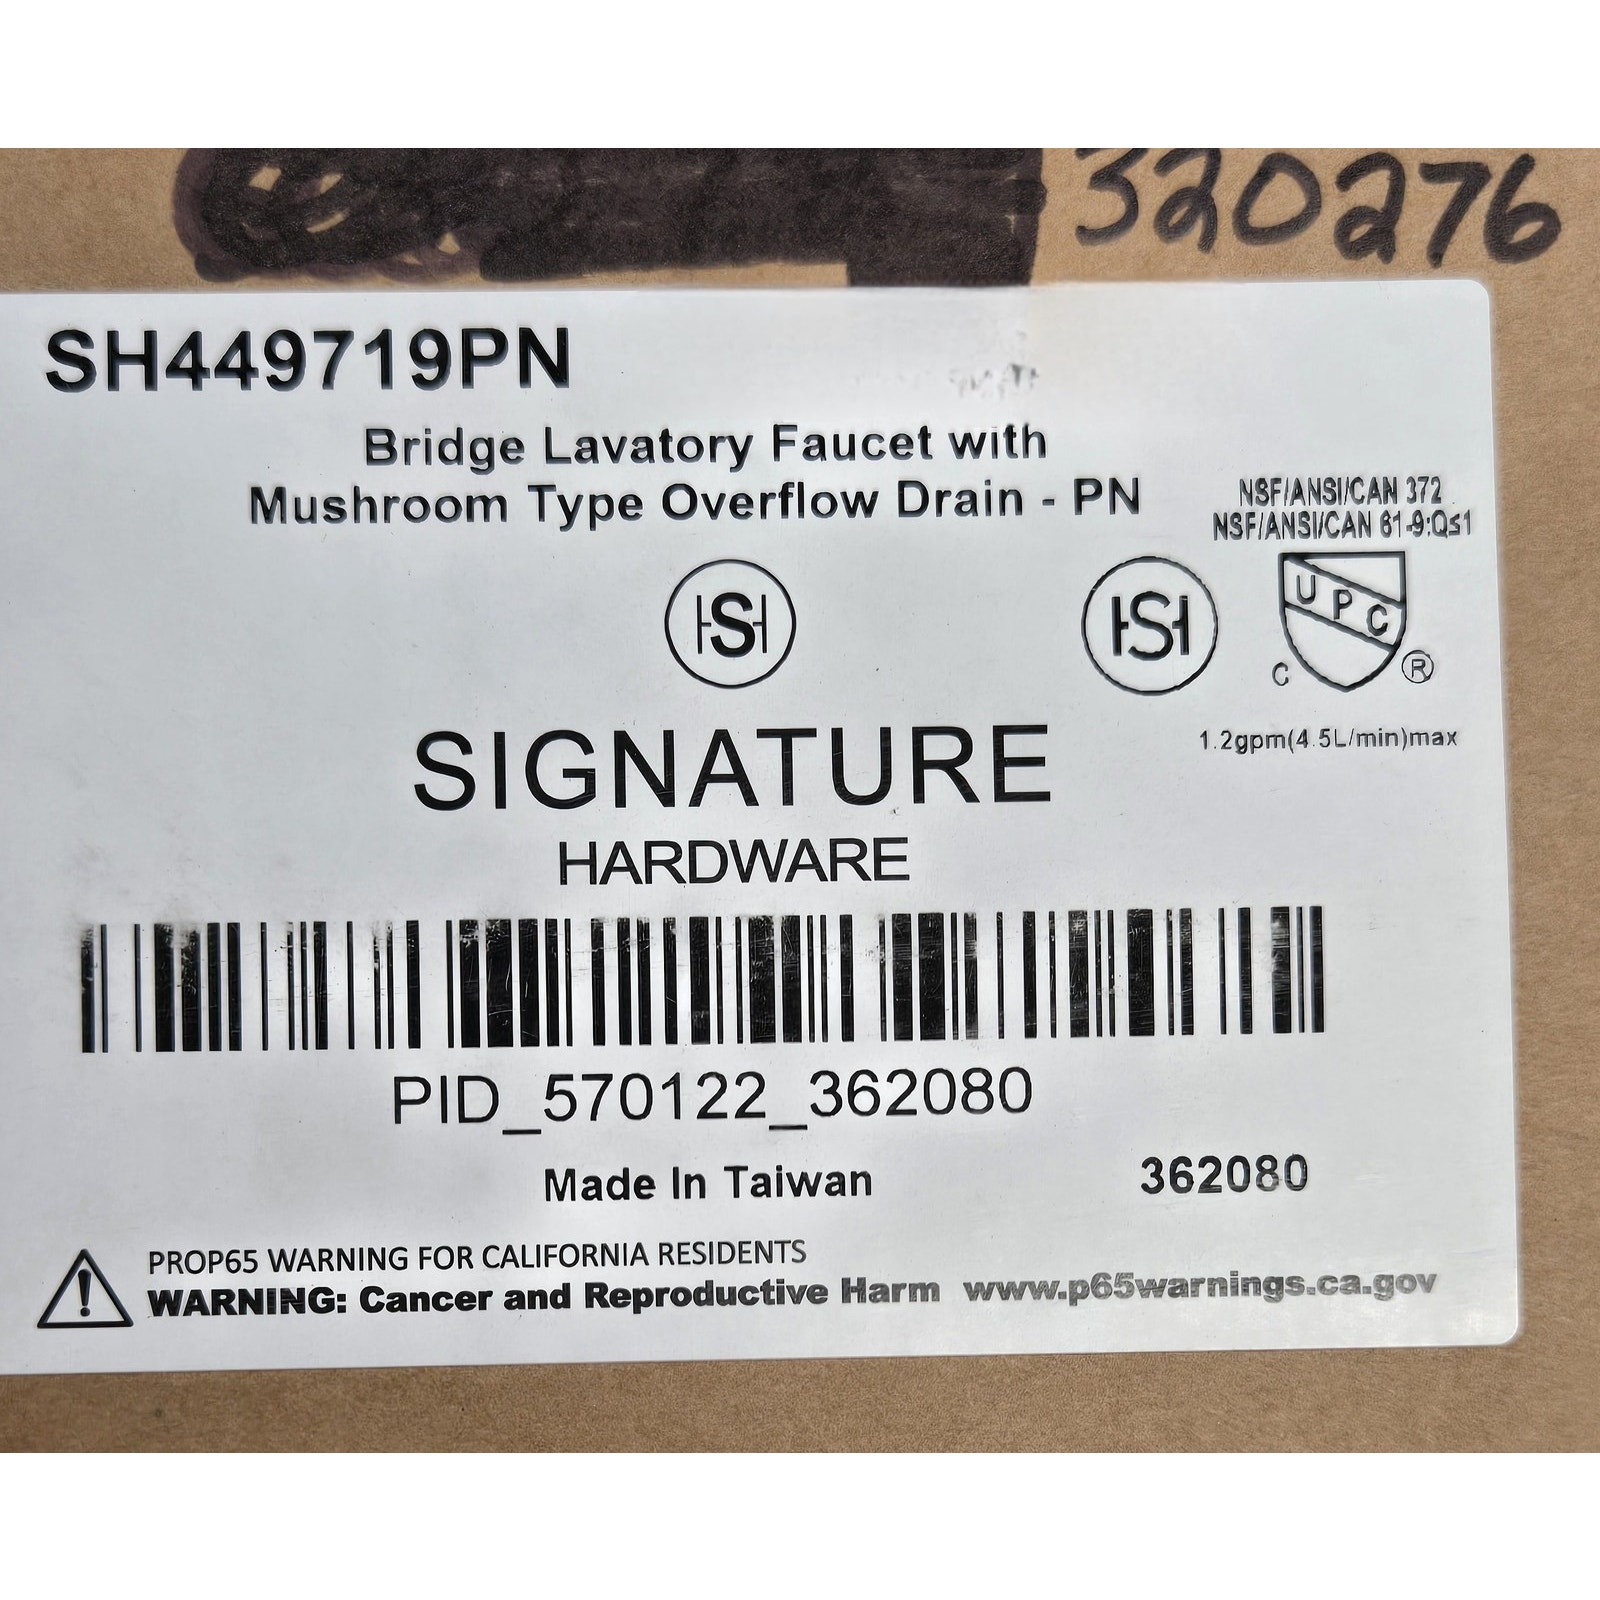 320276
SH449719PN
Bridge Lavatory Faucet with
Mushroom Type Overflow Drain - PN
NSF/ANSI/CAN 372
NSF/ANSI/CAN 61-9:Q≤1
HSH
HSH
UPC
C ®
1.2gpm(4.5L/min)max
SIGNATURE
HARDWARE
PID_570122_362080
Made In Taiwan
362080
PROP65 WARNING FOR CALIFORNIA RESIDENTS
WARNING: Cancer and Reproductive Harm www.p65warnings.ca.gov